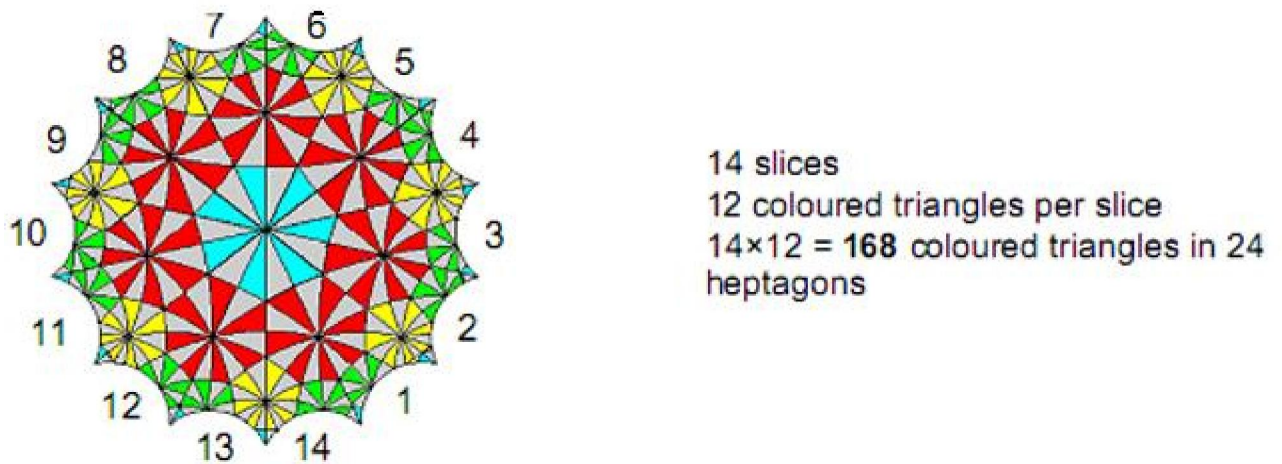 7 6
8 5
9 4
10 3
11 2
12 1
13 14
14 slices
12 coloured triangles per slice
14×12 = 168 coloured triangles in 24
heptagons